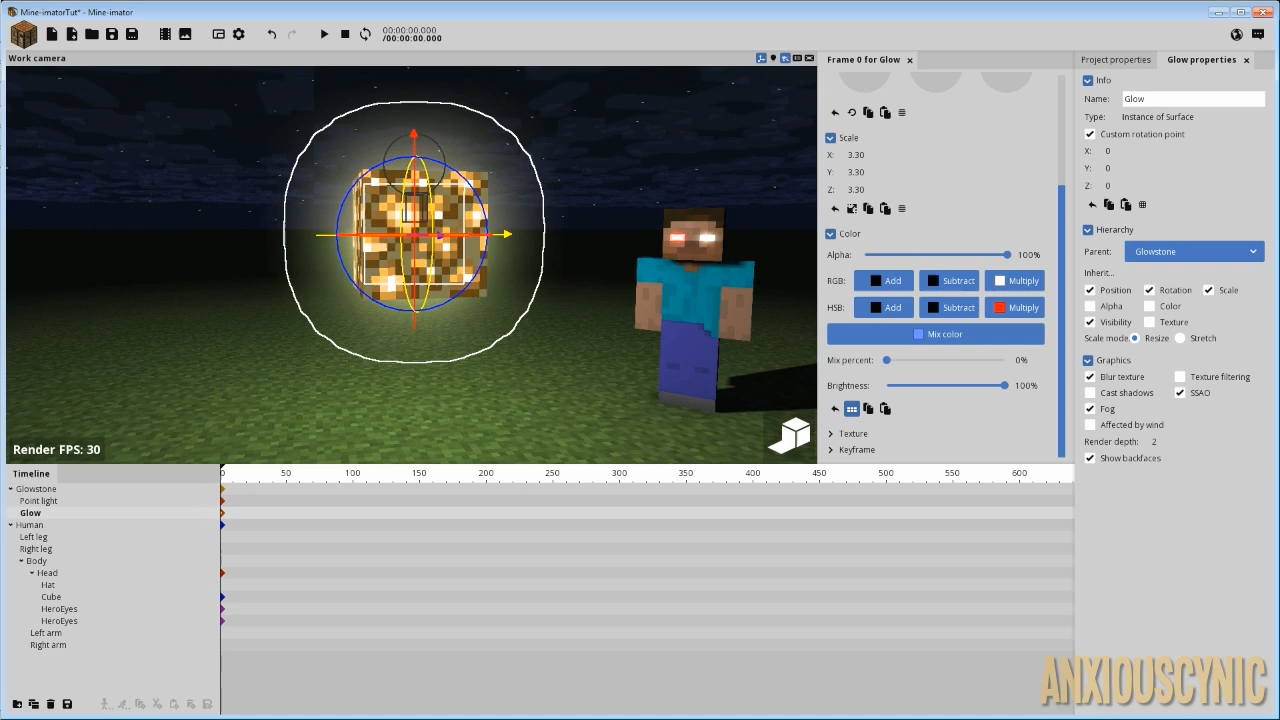 Mine-imatorTut* - Mine-imator
00:00:00.000
/00:00:00.000
Work camera
Render FPS: 30
Frame 0 for Glow
Scale
X: 3.30
Y: 3.30
Z: 3.30
Color
Alpha: 100%
RGB: Add Subtract Multiply
HSB: Add Subtract Multiply
Mix color
Mix percent: 0%
Brightness: 100%
Texture
Keyframe
Project properties Glow properties
Info
Name: Glow
Type: Instance of Surface
Custom rotation point
X: 0
Y: 0
Z: 0
Hierarchy
Parent: Glowstone
Inherit...
Position Rotation Scale
Alpha Color
Visibility Texture
Scale mode Resize Stretch
Graphics
Blur texture Texture filtering
Cast shadows SSAO
Fog
Affected by wind
Render depth: 2
Show backfaces
Timeline
0 50 100 150 200 250 300 350 400 450 500 550 600
Glowstone
Point light
Glow
Human
Left leg
Right leg
Body
Head
Hat
Cube
HeroEyes
HeroEyes
Left arm
Right arm
ANXIOUSCYNIC